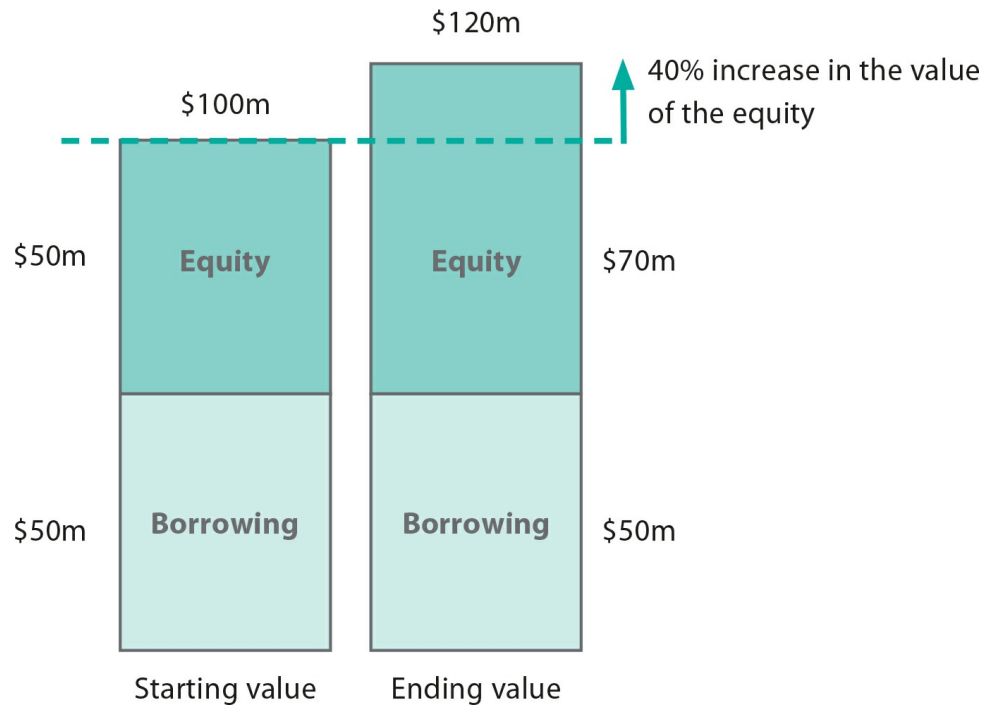 $120m
40% increase in the value
of the equity
$100m
$50m
Equity
Equity
$70m
$50m
Borrowing
Borrowing
$50m
Starting value
Ending value